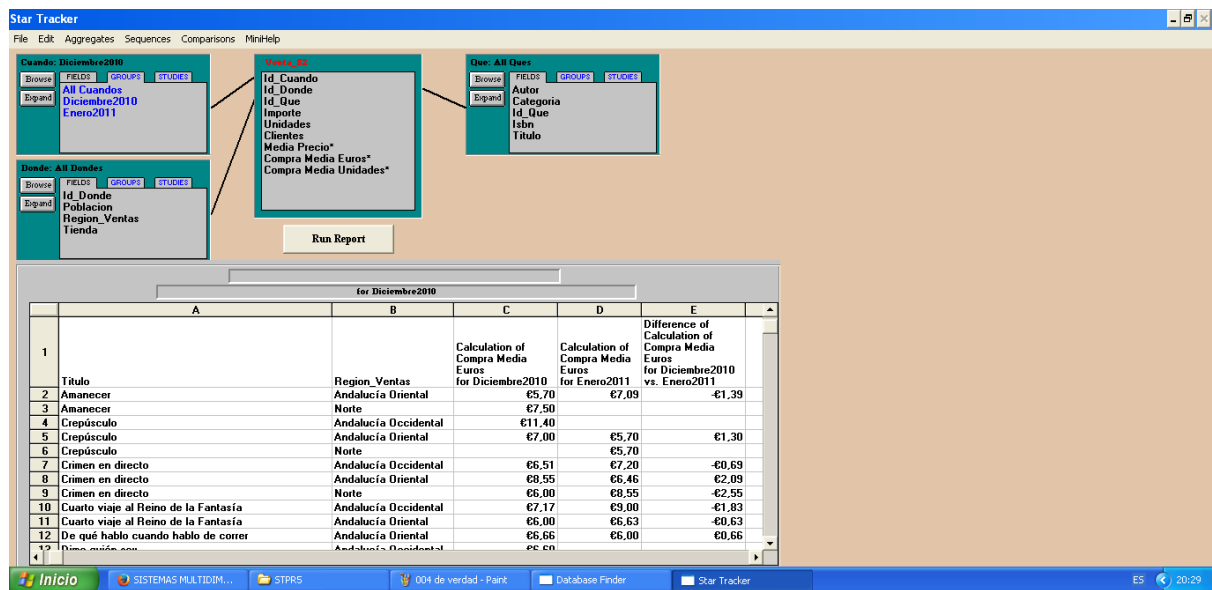 Star Tracker
File Edit Aggregates Sequences Comparisons MiniHelp
Cuando: Diciembre2010
Browse
Expand
FIELDS GROUPS STUDIES
All Cuandos
Diciembre2010
Enero2011
Id_Cuando
Id_Donde
Id_Que
Importe
Unidades
Clientes
Media Precio*
Compra Media Euros*
Compra Media Unidades*
Que: All Ques
Browse
Expand
FIELDS GROUPS STUDIES
Autor
Categoria
Id_Que
Isbn
Titulo
Donde: All Dondes
Browse
Expand
FIELDS GROUPS STUDIES
Id_Donde
Poblacion
Region_Ventas
Tienda
Run Report
for Diciembre2010
A B C D E
1 Titulo Region_Ventas Calculation of Compra Media Euros for Diciembre2010 Calculation of Compra Media Euros for Enero2011 Difference of Calculation of Compra Media Euros for Diciembre2010 vs. Enero2011
2 Amanecer Andalucía Oriental €5,70 €7,09 -€1,39
3 Amanecer Norte €7,50
4 Crepúsculo Andalucía Occidental €11,40
5 Crepúsculo Andalucía Oriental €7,00 €5,70 €1,30
6 Crepúsculo Norte €5,70
7 Crimen en directo Andalucía Occidental €6,51 €7,20 -€0,69
8 Crimen en directo Andalucía Oriental €8,55 €6,46 €2,09
9 Crimen en directo Norte €6,00 €8,55 -€2,55
10 Cuarto viaje al Reino de la Fantasía Andalucía Occidental €7,17 €9,00 -€1,83
11 Cuarto viaje al Reino de la Fantasía Andalucía Oriental €6,00 €6,63 -€0,63
12 De qué hablo cuando hablo de correr Andalucía Oriental €6,66 €6,00 €0,66
Inicio SISTEMAS MULTIDIM... STPRS 004 de verdad - Paint Database Finder Star Tracker ES 20:29